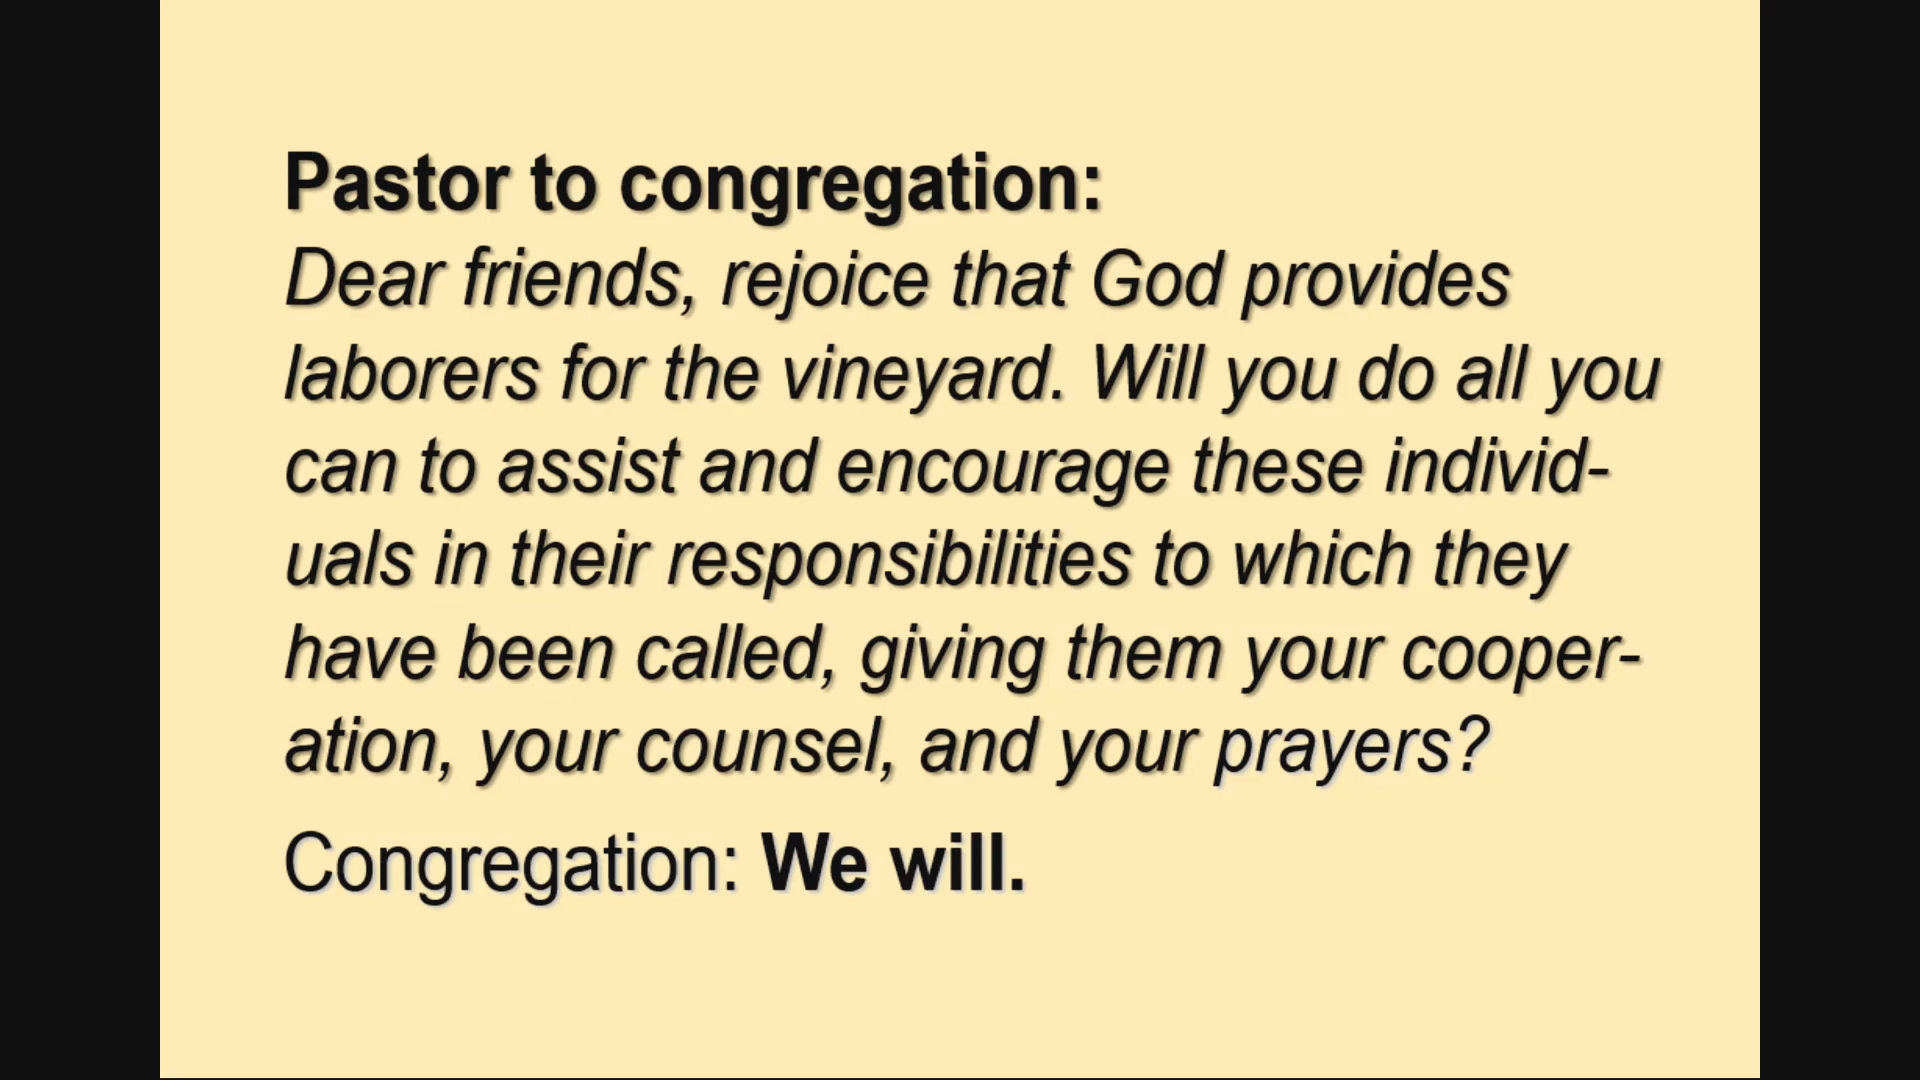 Pastor to congregation:
Dear friends, rejoice that God provides
laborers for the vineyard. Will you do all you
can to assist and encourage these individ-
uals in their responsibilities to which they
have been called, giving them your cooper-
ation, your counsel, and your prayers?
Congregation: We will.